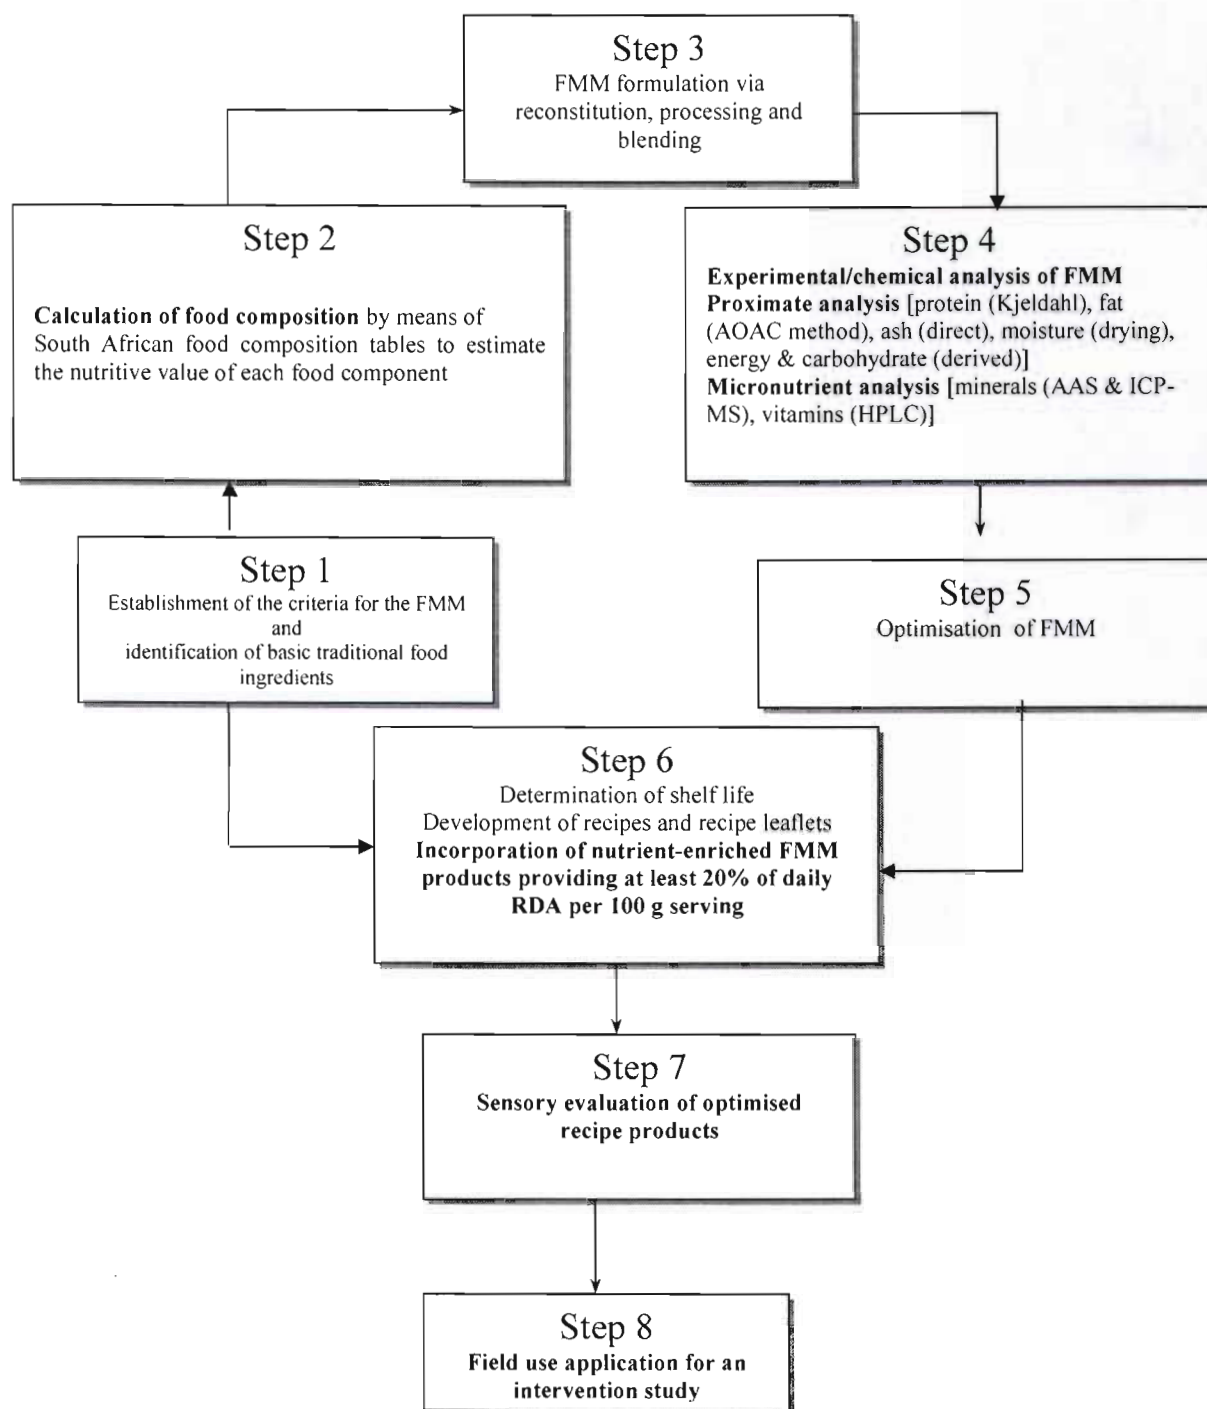 Step 3
FMM formulation via
reconstitution, processing and
blending
Step 2
Calculation of food composition by means of
South African food composition tables to estimate
the nutritive value of each food component
Step 4
Experimental/chemical analysis of FMM
Proximate analysis [protein (Kjeldahl), fat
(AOAC method), ash (direct), moisture (drying),
energy & carbohydrate (derived)]
Micronutrient analysis [minerals (AAS & ICP-
MS), vitamins (HPLC)]
Step 1
Establishment of the criteria for the FMM
and
identification of basic traditional food
ingredients
Step 5
Optimisation of FMM
Step 6
Determination of shelf life
Development of recipes and recipe leaflets
Incorporation of nutrient-enriched FMM
products providing at least 20% of daily
RDA per 100 g serving
Step 7
Sensory evaluation of optimised
recipe products
Step 8
Field use application for an
intervention study